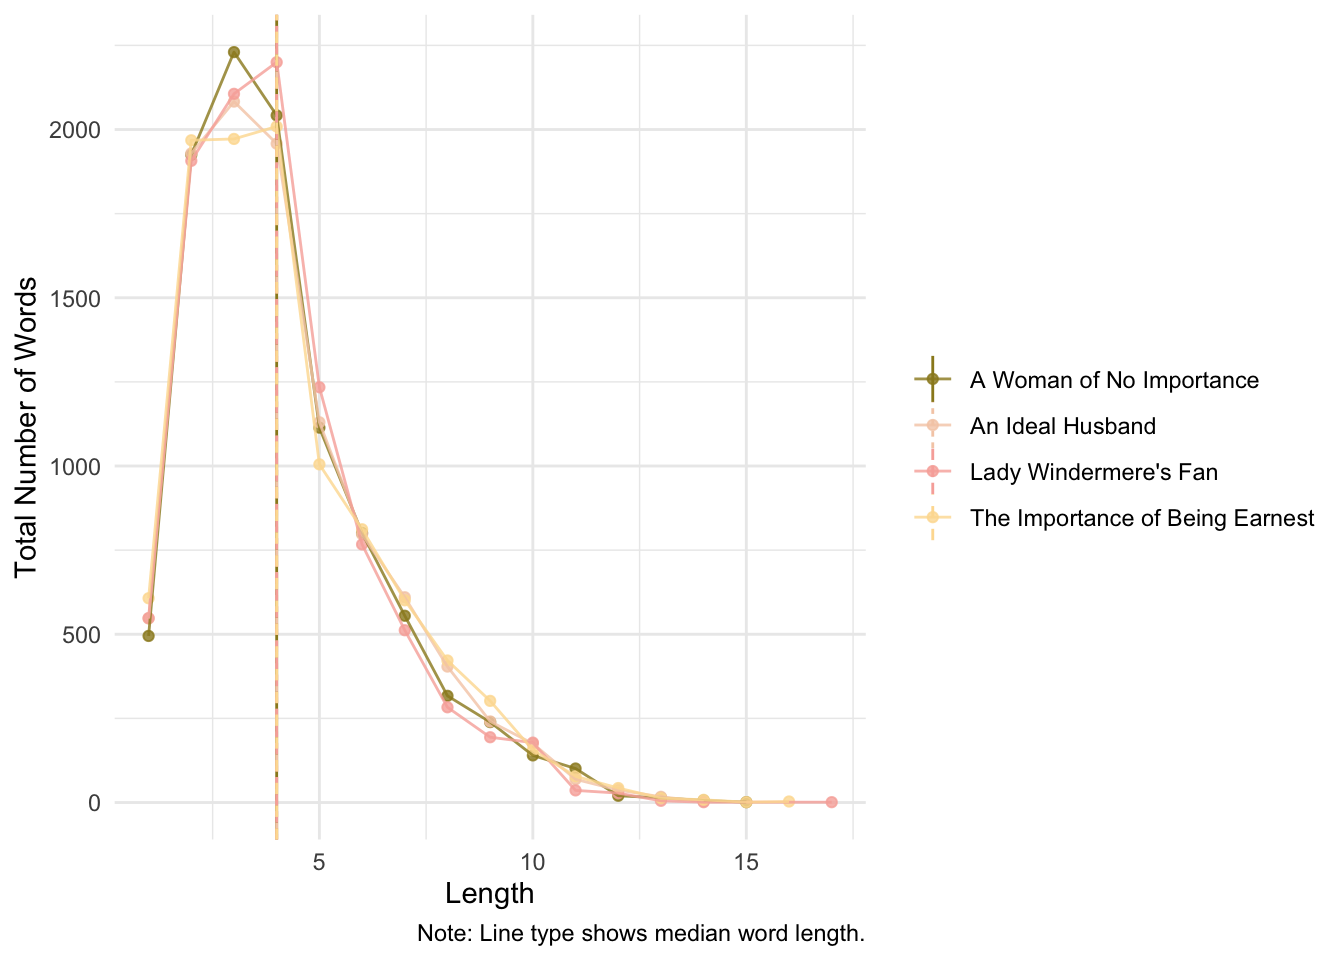 Total Number of Words
2000
1500
1000
500
0
5
10
15
Length
A Woman of No Importance
An Ideal Husband
Lady Windermere's Fan
The Importance of Being Earnest
Note: Line type shows median word length.